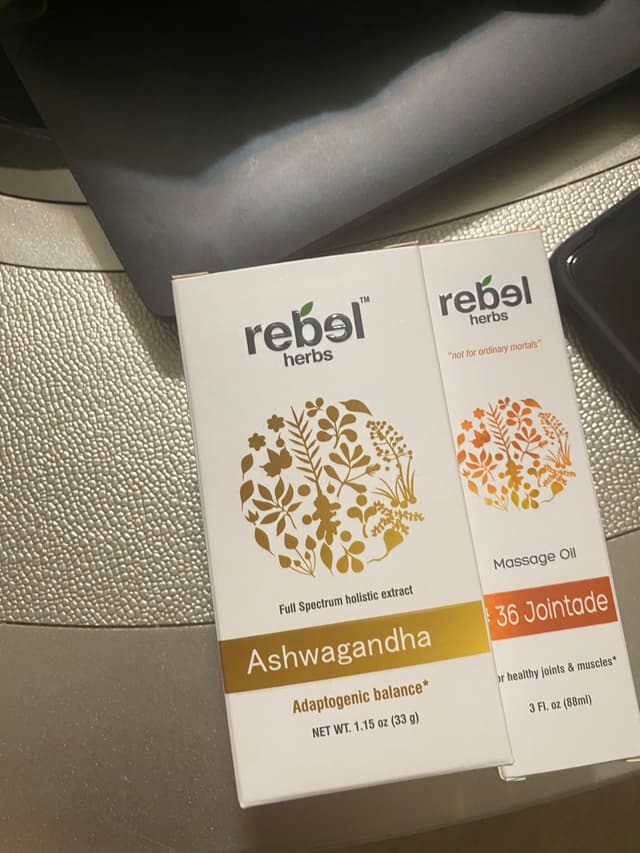 rebel™
herbs
Full Spectrum holistic extract
Ashwagandha
Adaptogenic balance*
NET WT. 1.15 oz (33 g)
rebel
herbs
"not for ordinary mortals"
Massage Oil
36 Jointade
healthy joints & muscles*
3 Fl. oz (88ml)